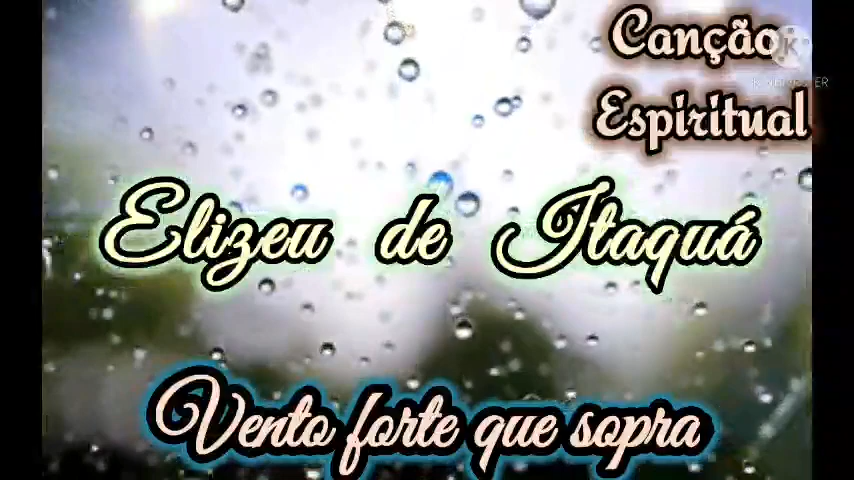 Canção
Espiritual
Elizeu de Itaquá
Vento forte que sopra